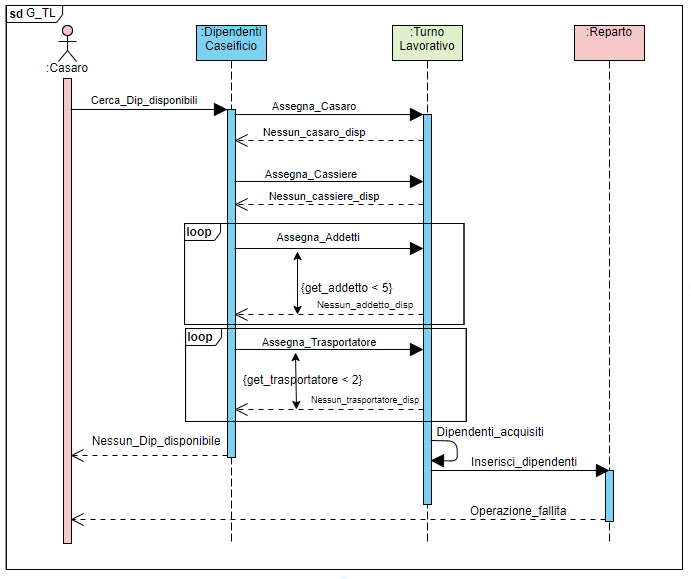 sd G_TL
:Casaro
:Dipendenti
Caseificio
:Turno
Lavorativo
:Reparto
Cerca_Dip_disponibili
Assegna_Casaro
Nessun_casaro_disp
Assegna_Cassiere
Nessun_cassiere_disp
loop
Assegna_Addetti
{get_addetto < 5}
Nessun_addetto_disp
loop
Assegna_Trasportatore
{get_trasportatore < 2}
Nessun_trasportatore_disp
Dipendenti_acquisiti
Nessun_Dip_disponibile
Inserisci_dipendenti
Operazione_fallita